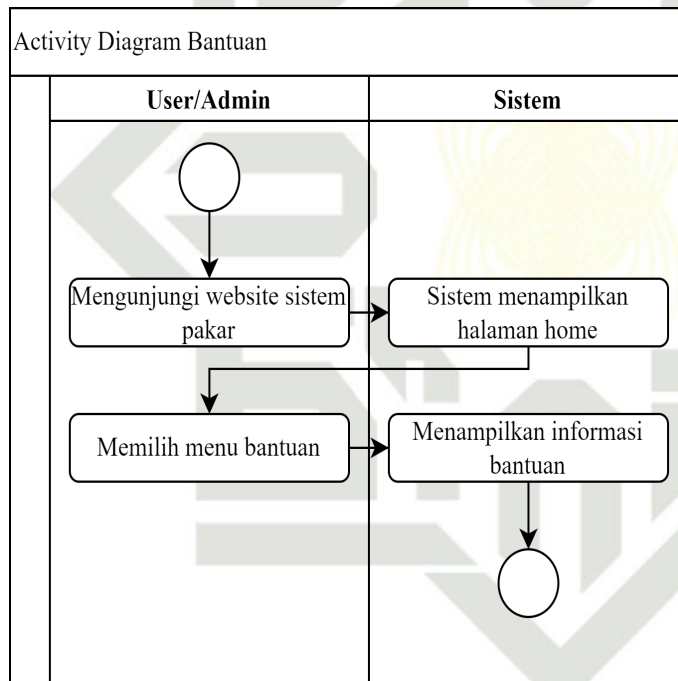 Activity Diagram Bantuan
User/Admin
Sistem
Mengunjungi website sistem
pakar
Sistem menampilkan
halaman home
Memilih menu bantuan
Menampilkan informasi
bantuan